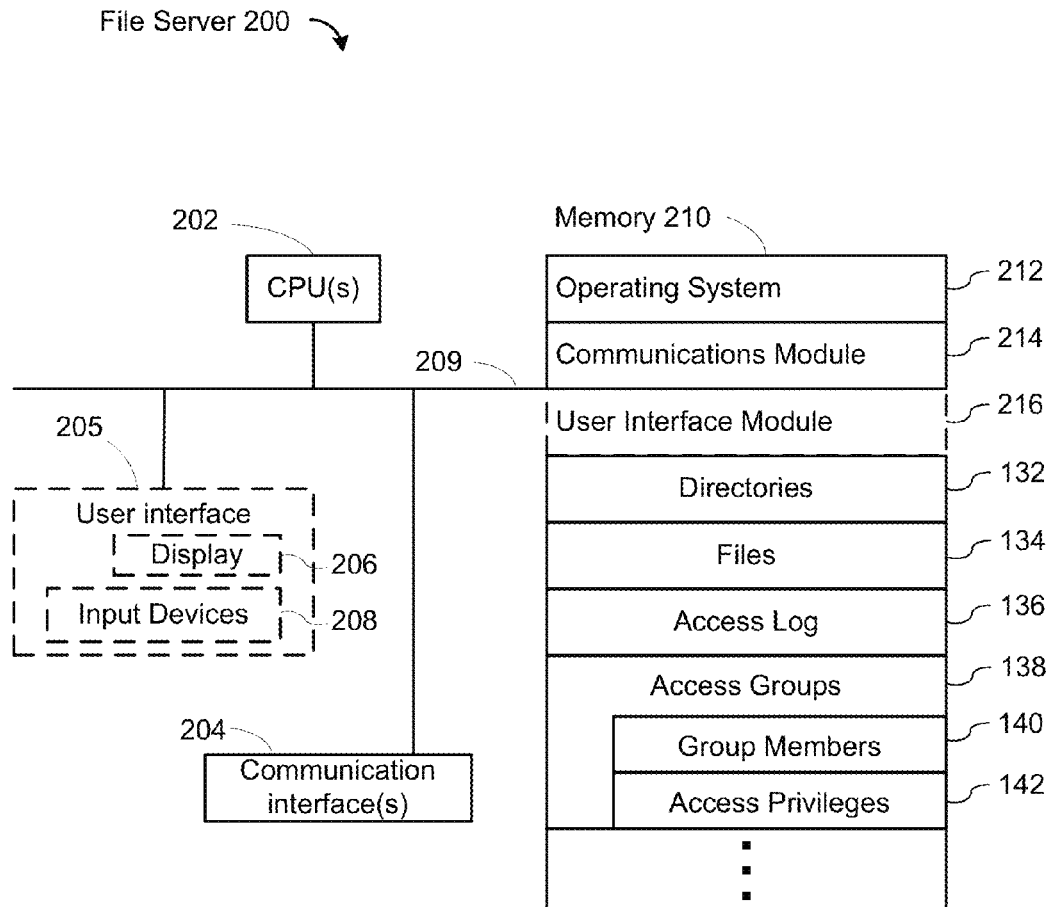 File Server 200
202
Memory 210
CPU(s)
Operating System
212
Communications Module
214
209
User Interface Module
216
205
Directories
132
User interface
Display
206
Files
134
Input Devices
208
Access Log
136
Access Groups
138
204
Group Members
140
Communication
interface(s)
Access Privileges
142